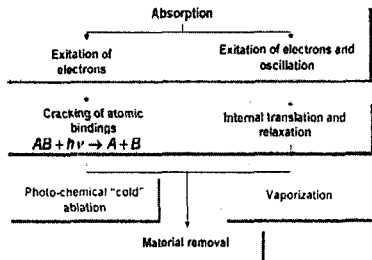 Absorption
Exitation of
electrons
Exitation of electrons and
oscillation
Cracking of atomic
bindings
AB + hν → A + B
Internal translation and
relaxation
Photo-chemical "cold"
ablation
Vaporization
Material removal